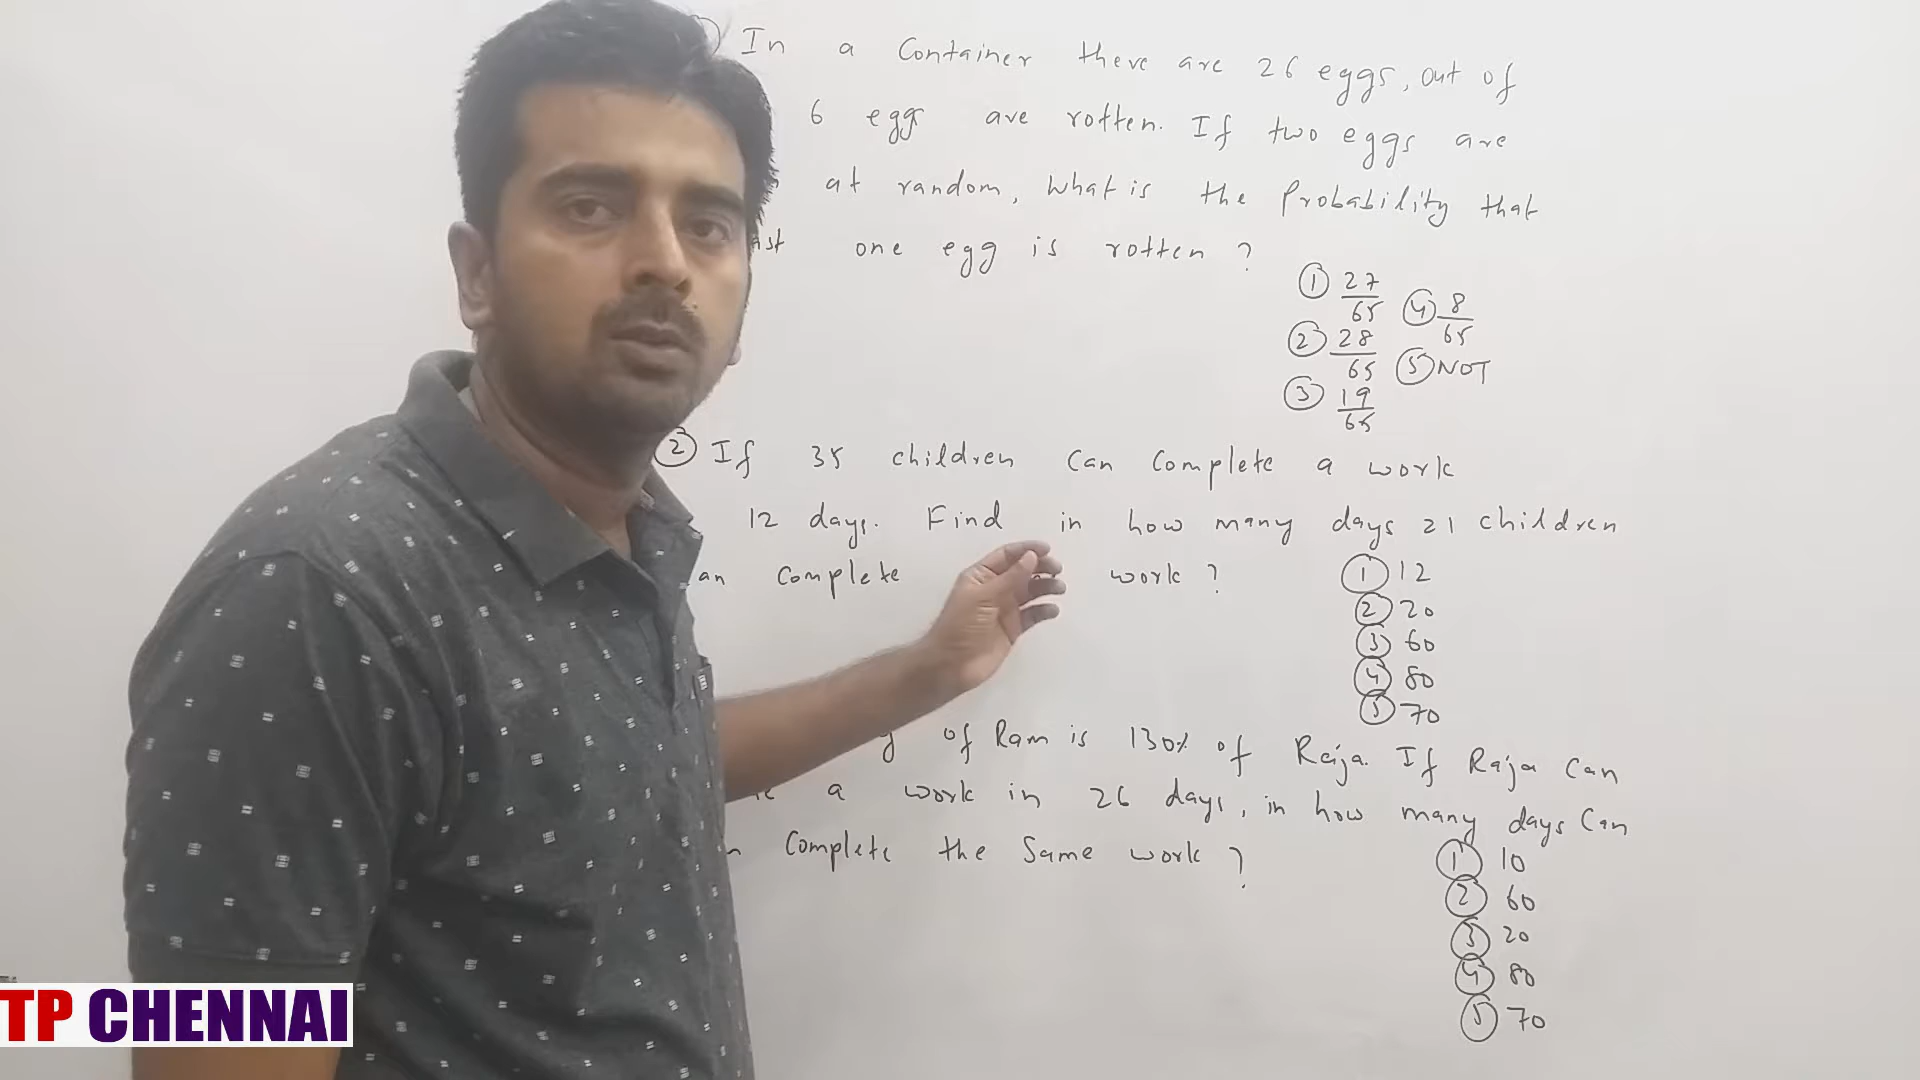 In a Container there are 26 eggs, out of
6 egg are rotten. If two eggs are
at random, What is the Probability that
one egg is rotten ?
① 27/65 ④ 8/65
② 28/65 ⑤ NOT
③ 19/65
② If 35 children can complete a work
12 days. Find in how many days 21 children
complete work ?
① 12
② 20
③ 60
④ 80
⑤ 70
of Ram is 130% of Raja. If Raja Can
a work in 26 days, in how many days Can
Complete the Same work ?
① 10
② 60
③ 20
④ 80
⑤ 70
TP CHENNAI